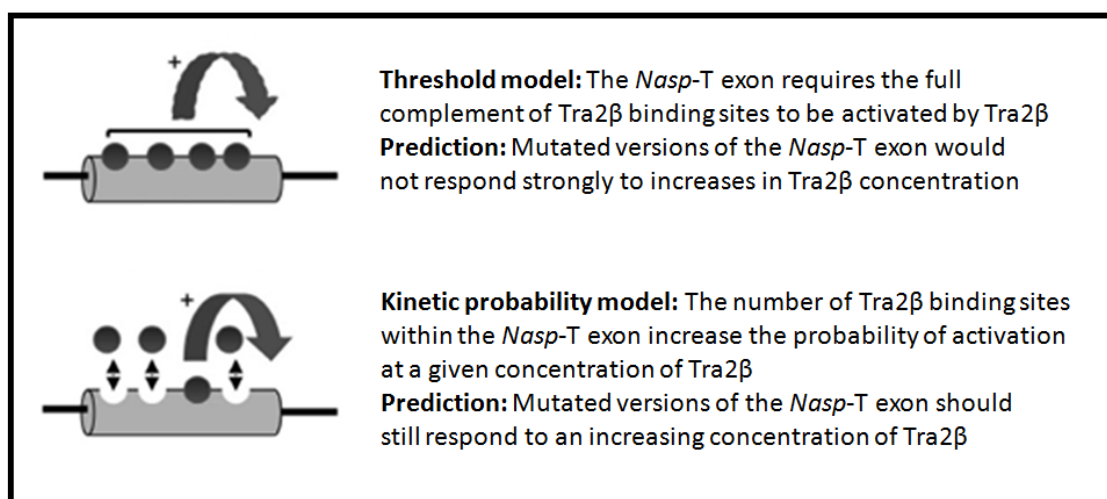 +
Threshold model: The Nasp-T exon requires the full
complement of Tra2β binding sites to be activated by Tra2β
Prediction: Mutated versions of the Nasp-T exon would
not respond strongly to increases in Tra2β concentration
+
Kinetic probability model: The number of Tra2β binding sites
within the Nasp-T exon increase the probability of activation
at a given concentration of Tra2β
Prediction: Mutated versions of the Nasp-T exon should
still respond to an increasing concentration of Tra2β